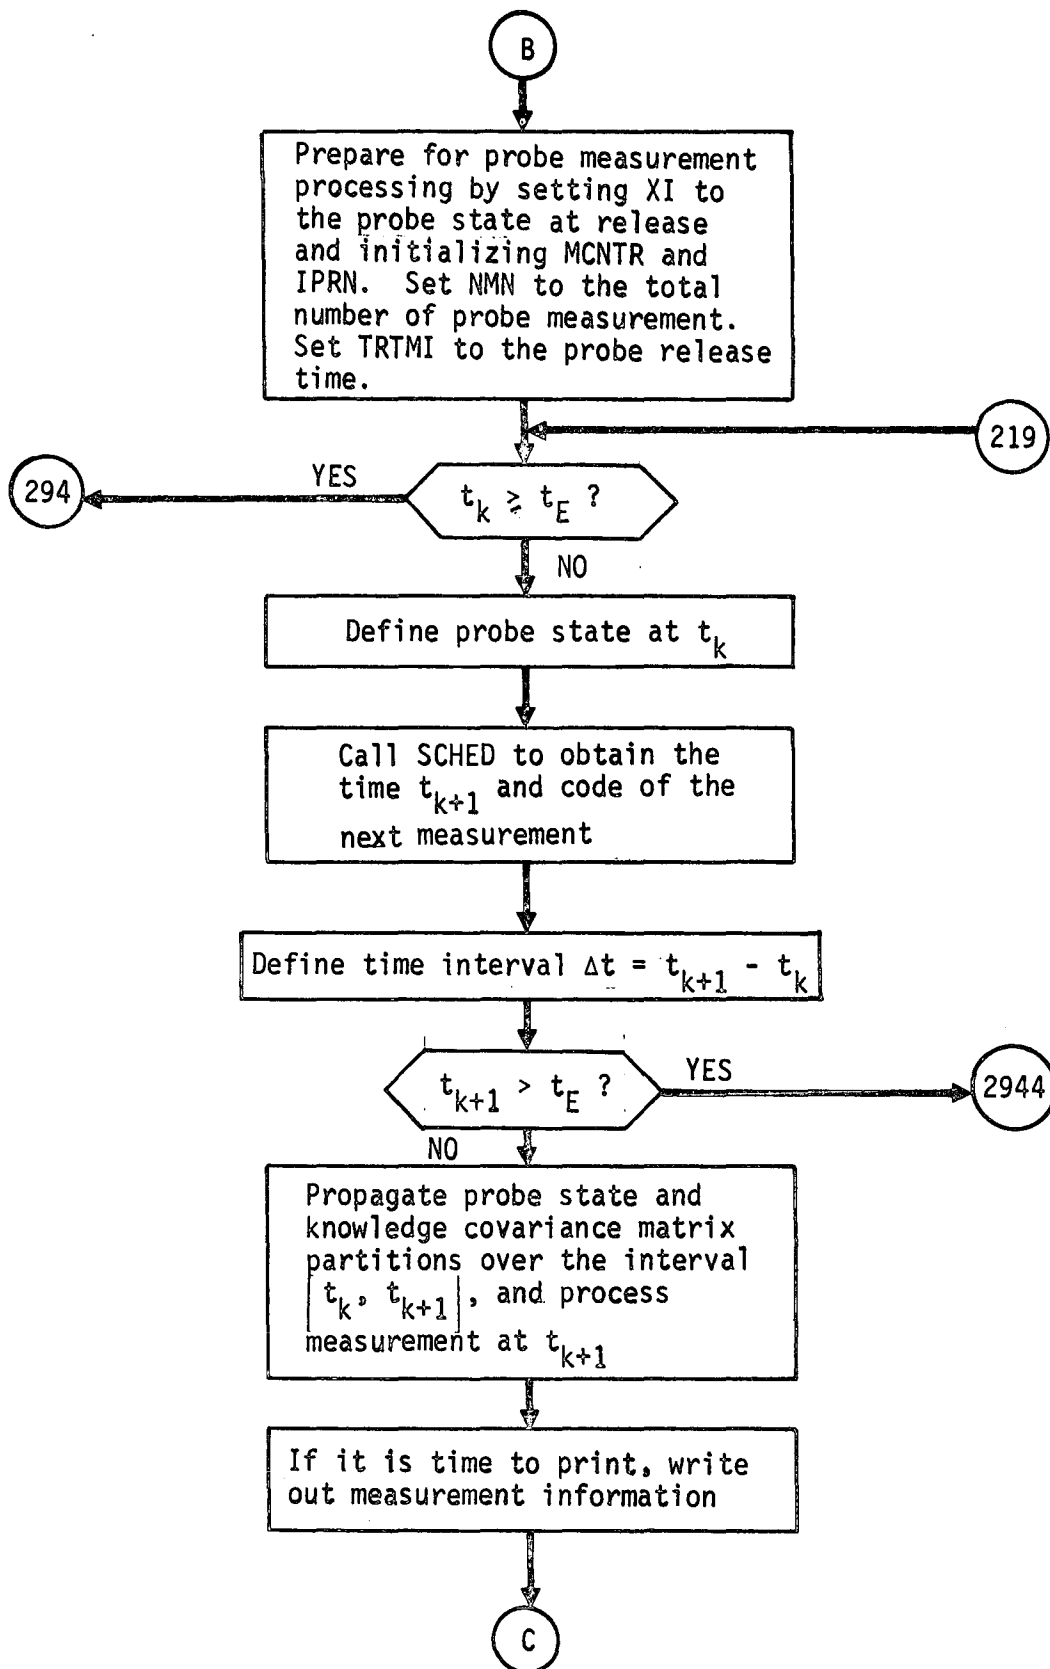 B
Prepare for probe measurement
processing by setting XI to
the probe state at release
and initializing MCNTR and
IPRN. Set NMN to the total
number of probe measurement.
Set TRTMI to the probe release
time.
219
294
YES
t_k ≥ t_E ?
NO
Define probe state at t_k
Call SCHED to obtain the
time t_{k+1} and code of the
next measurement
Define time interval Δt = t_{k+1} - t_k
t_{k+1} > t_E ?
YES
2944
NO
Propagate probe state and
knowledge covariance matrix
partitions over the interval
[t_k, t_{k+1}], and process
measurement at t_{k+1}
If it is time to print, write
out measurement information
C